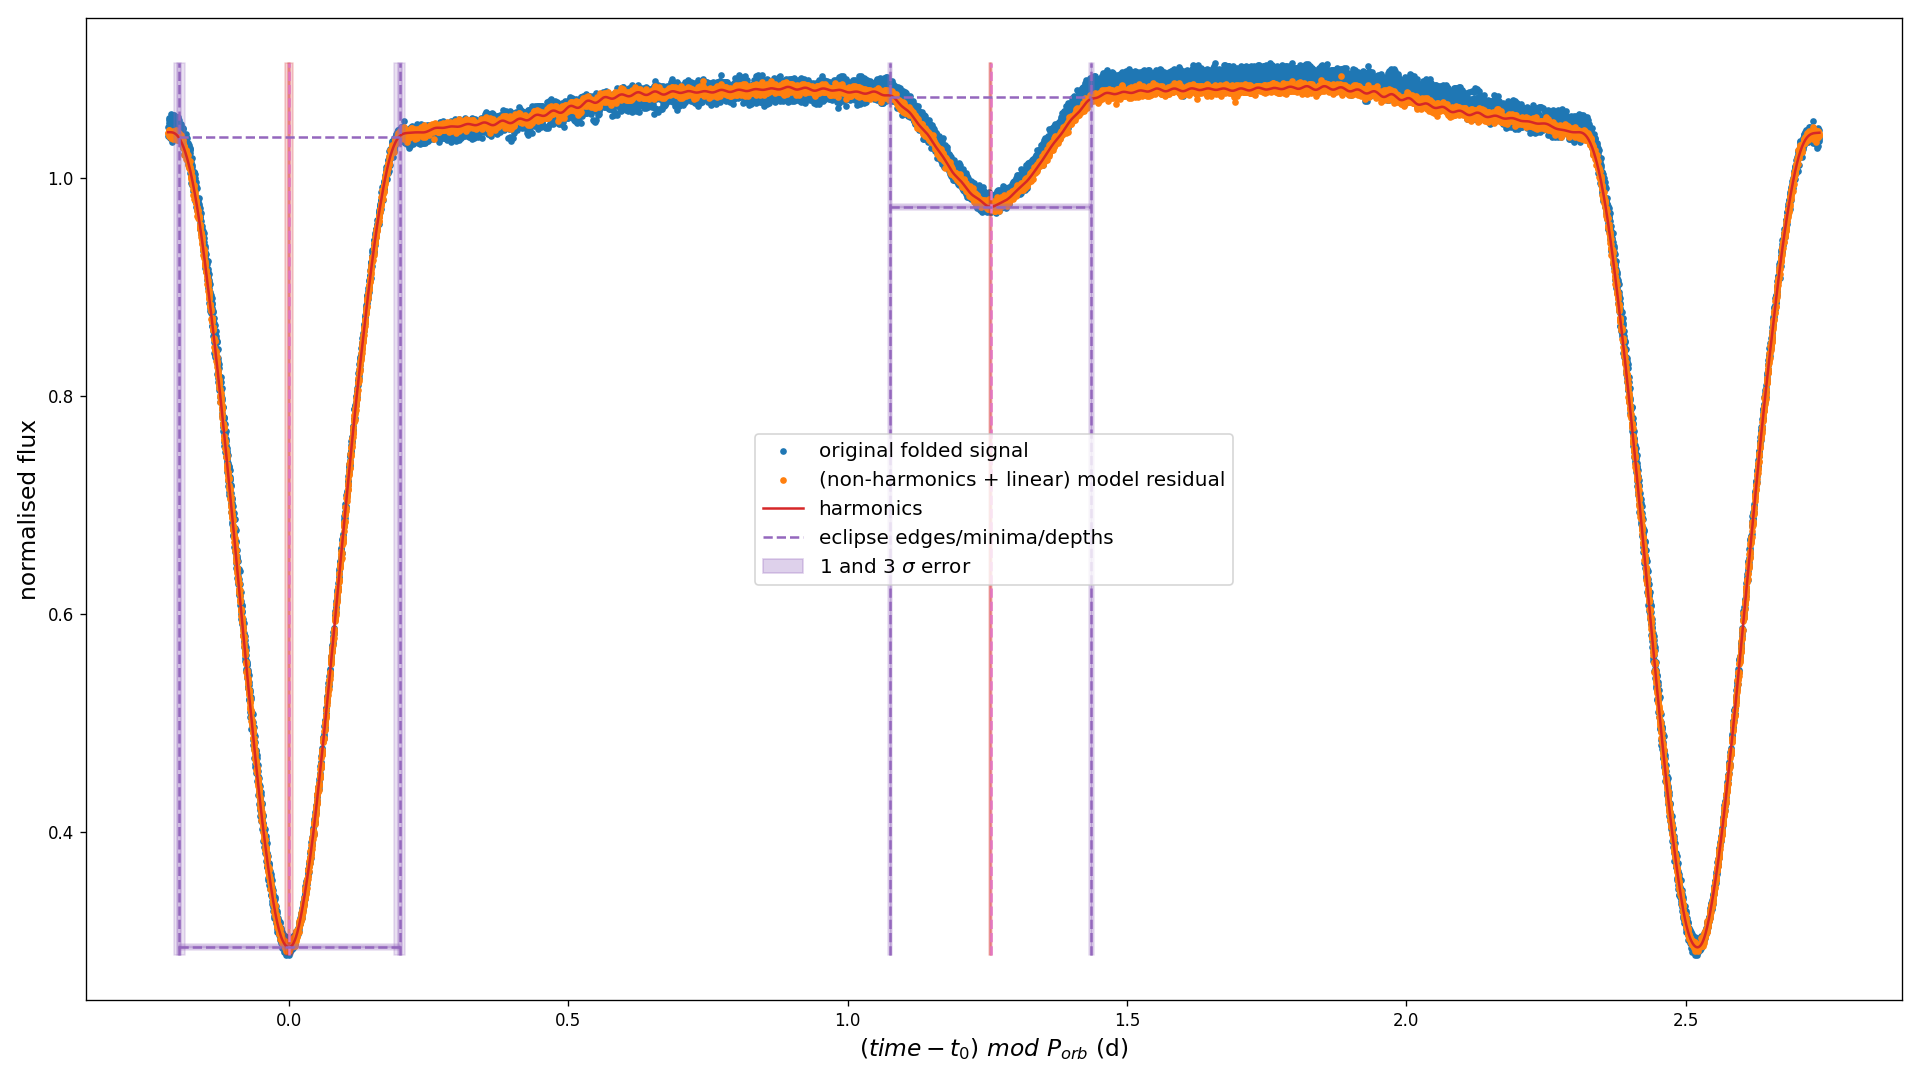 normalised flux
1.0
0.8
0.6
0.4
original folded signal
(non-harmonics + linear) model residual
harmonics
eclipse edges/minima/depths
1 and 3 σ error
0.0 0.5 1.0 1.5 2.0 2.5
(time − t₀) mod Pₒᵣb (d)